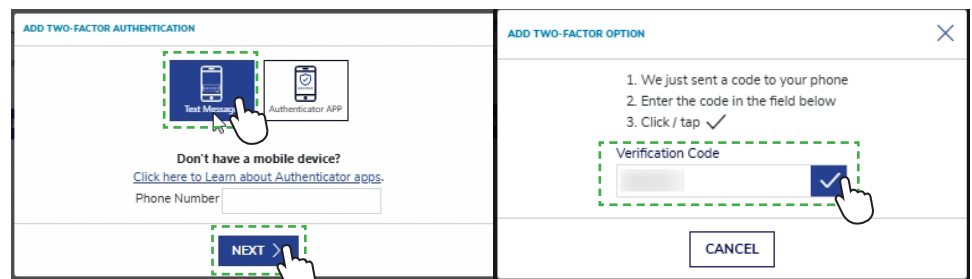 ADD TWO-FACTOR AUTHENTICATION
Text Message
Authenticator APP
Don't have a mobile device?
Click here to Learn about Authenticator apps.
Phone Number
NEXT
ADD TWO-FACTOR OPTION
1. We just sent a code to your phone
2. Enter the code in the field below
3. Click / tap ✓
Verification Code
CANCEL